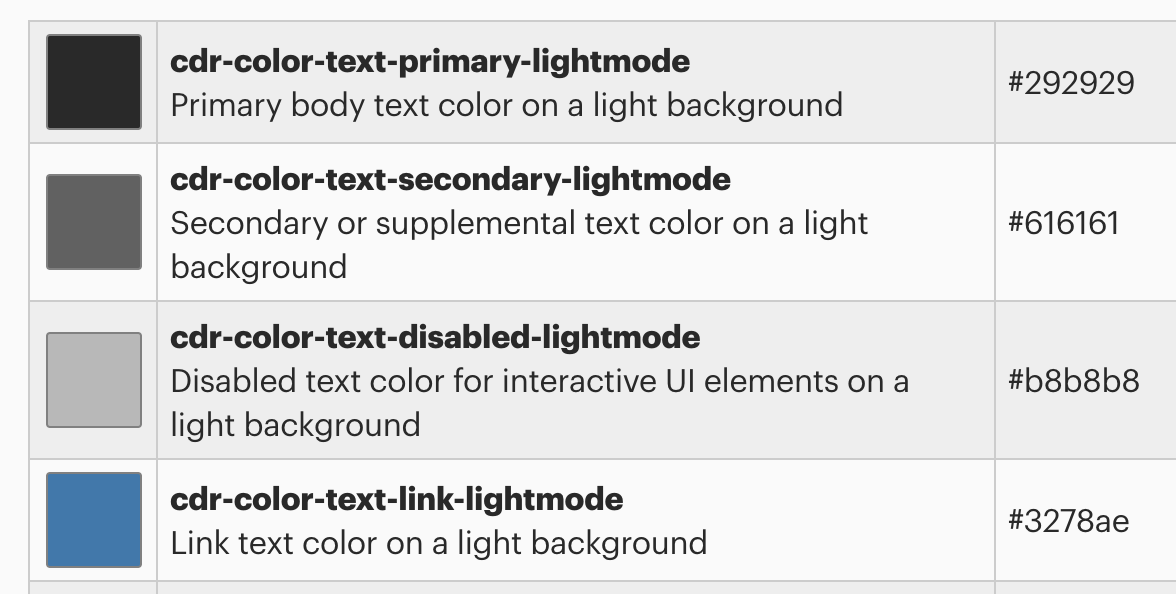 cdr-color-text-primary-lightmode
Primary body text color on a light background
#292929
cdr-color-text-secondary-lightmode
Secondary or supplemental text color on a light
background
#616161
cdr-color-text-disabled-lightmode
Disabled text color for interactive UI elements on a
light background
#b8b8b8
cdr-color-text-link-lightmode
Link text color on a light background
#3278ae